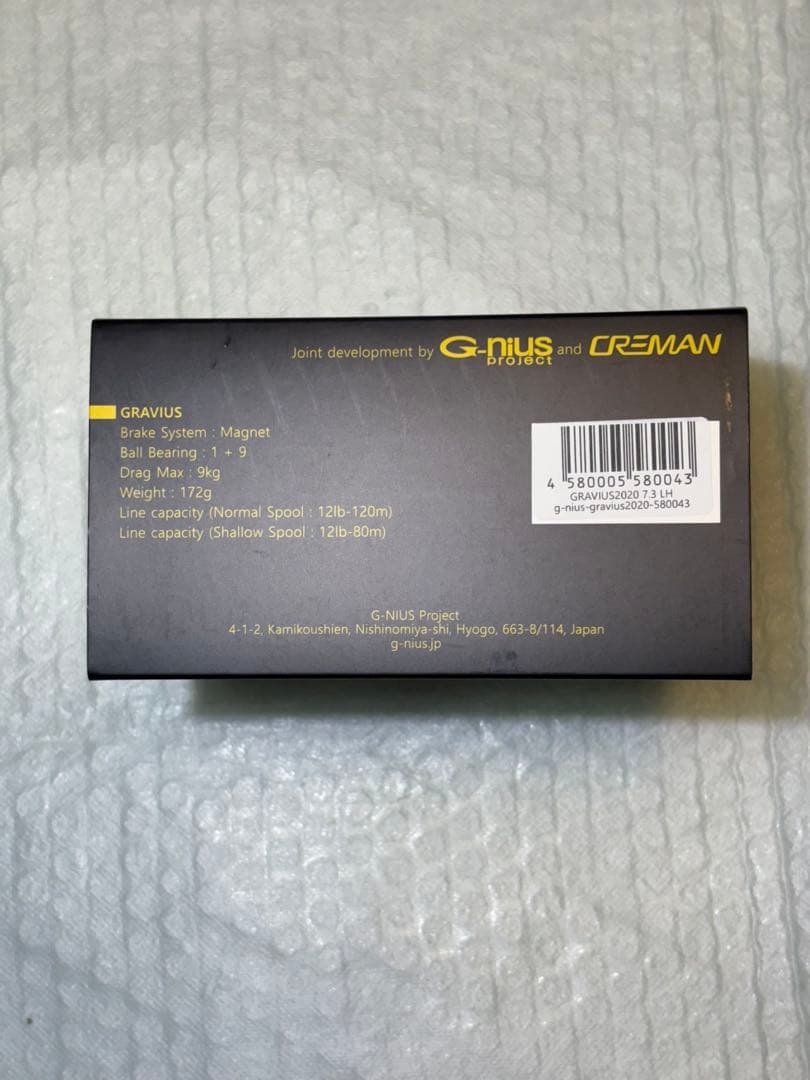 Joint development by G-nius project and CREMAN
GRAVIUS
Brake System : Magnet
Ball Bearing : 1 + 9
Drag Max : 9kg
Weight : 172g
Line capacity (Normal Spool : 12lb-120m)
Line capacity (Shallow Spool : 12lb-80m)
4 580005 580043
GRAVIUS2020 7.3 LH
g-nius-gravius2020-580043
G-NIUS Project
4-1-2, Kamikoushien, Nishinomiya-shi, Hyogo, 663-8/114, Japan
g-nius.jp